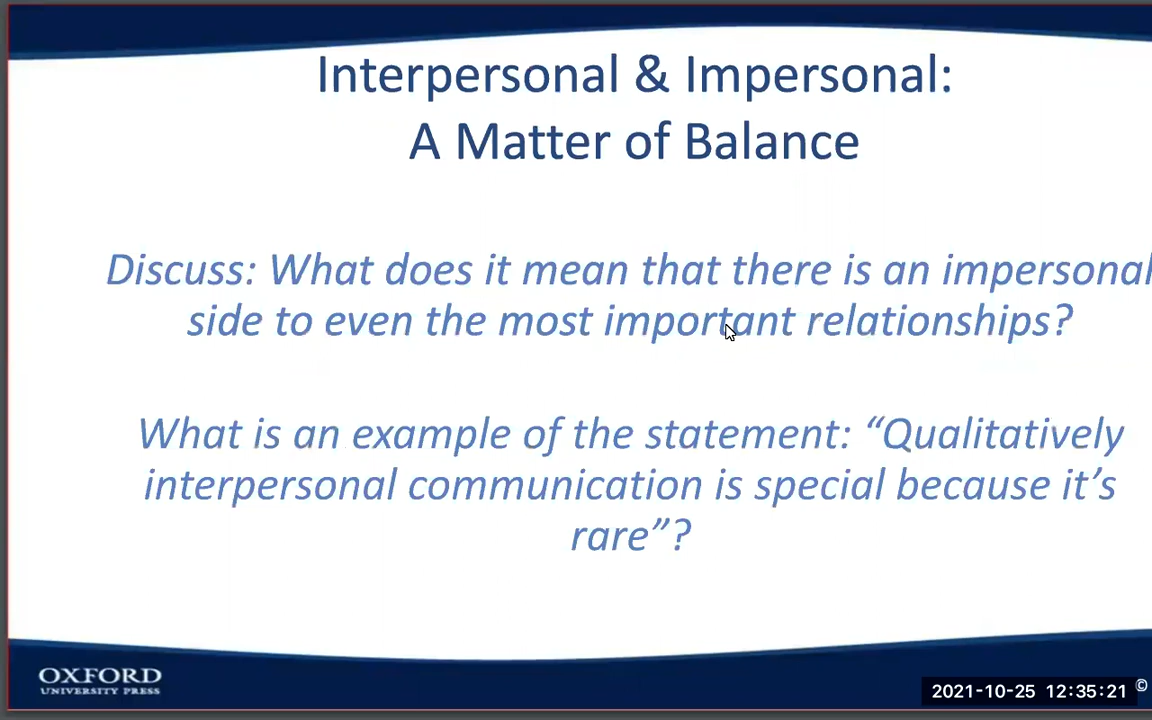 Interpersonal & Impersonal:
A Matter of Balance
Discuss: What does it mean that there is an impersonal
side to even the most important relationships?
What is an example of the statement: “Qualitatively
interpersonal communication is special because it’s
rare”?
OXFORD
UNIVERSITY PRESS
2021-10-25 12:35:21
©